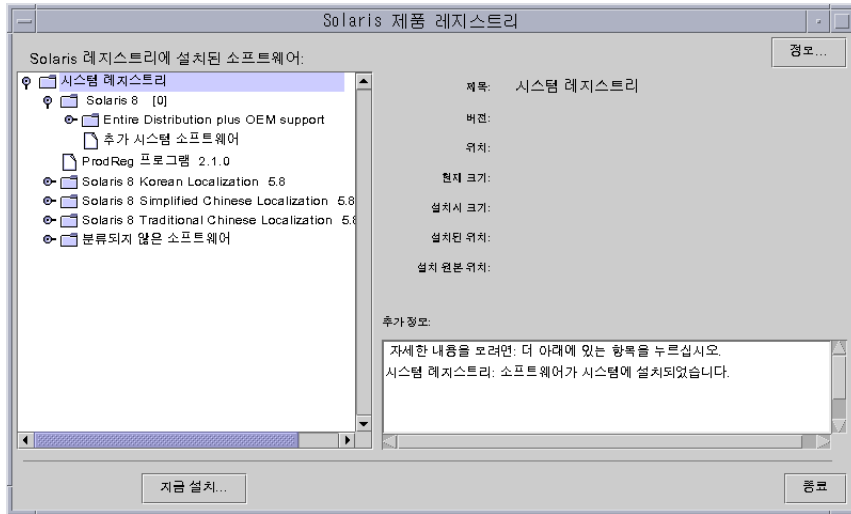 Solaris 제품 레지스트리
Solaris 레지스트리에 설치된 소프트웨어:
정보...
시스템 레지스트리
Solaris 8 [0]
Entire Distribution plus OEM support
추가 시스템 소프트웨어
ProdReg 프로그램 2.1.0
Solaris 8 Korean Localization 5.8
Solaris 8 Simplified Chinese Localization 5.8
Solaris 8 Traditional Chinese Localization 5.8
분류되지 않은 소프트웨어
제목: 시스템 레지스트리
버전:
위치:
현재 크기:
설치시 크기:
설치된 위치:
설치 원본 위치:
추가 정보:
자세한 내용을 보려면: 더 아래에 있는 항목을 누르십시오.
시스템 레지스트리: 소프트웨어가 시스템에 설치되었습니다.
지금 설치...
종료